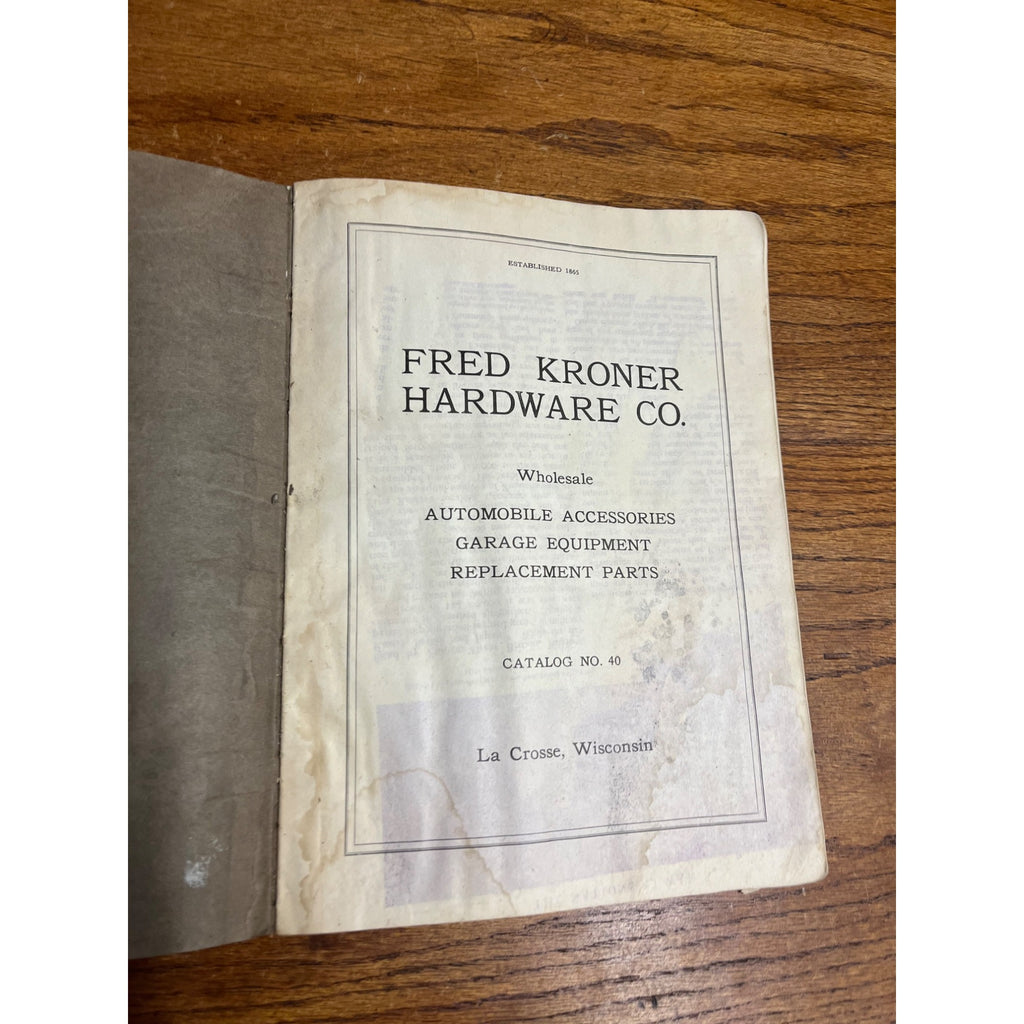 ESTABLISHED 1865
FRED KRONER
HARDWARE CO.
Wholesale
AUTOMOBILE ACCESSORIES
GARAGE EQUIPMENT
REPLACEMENT PARTS
CATALOG NO. 40
La Crosse, Wisconsin